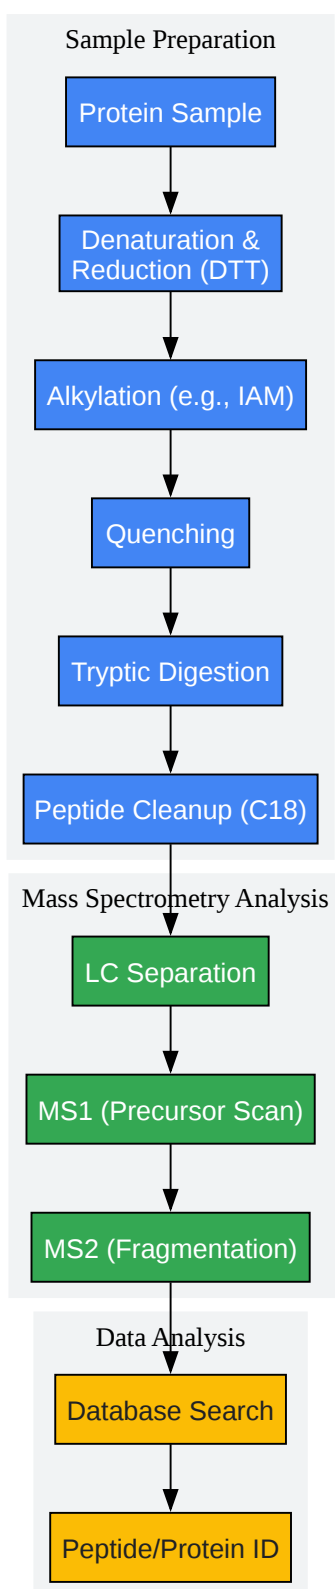 Sample Preparation
Protein Sample
Denaturation &
Reduction (DTT)
Alkylation (e.g., IAM)
Quenching
Tryptic Digestion
Peptide Cleanup (C18)
Mass Spectrometry Analysis
LC Separation
MS1 (Precursor Scan)
MS2 (Fragmentation)
Data Analysis
Database Search
Peptide/Protein ID